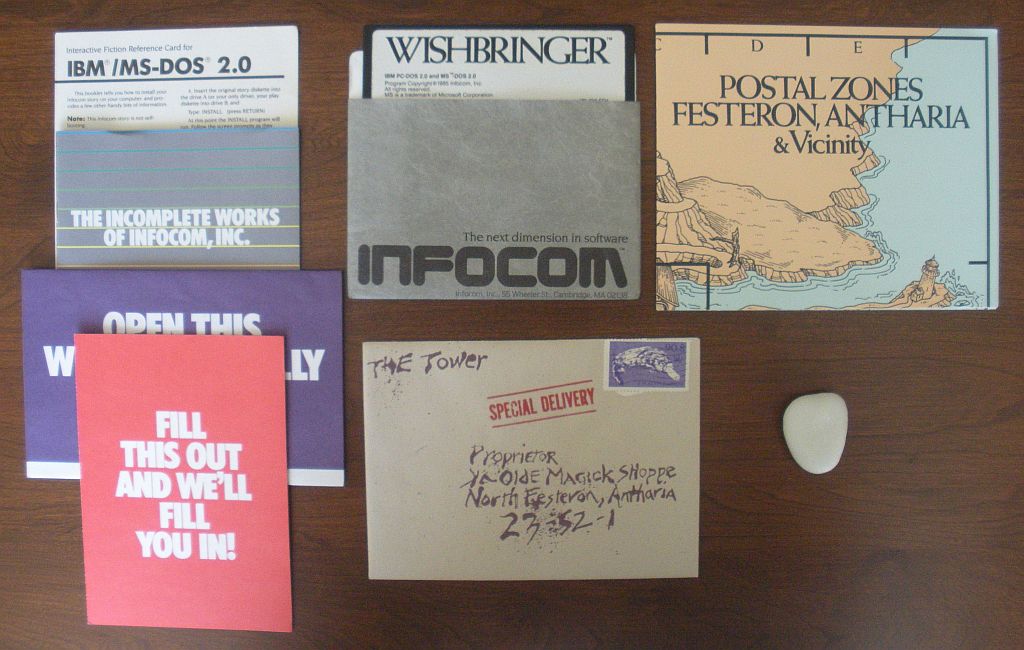 Interactive Fiction Reference Card for
IBM®/MS-DOS® 2.0
This booklet tells you how to install your
Infocom story on your computer, and pro-
vides a few other handy bits of information.
Note: This Infocom story is not self-
booting.
4. Insert the original story diskette into
the drive A (or your only drive), your play
diskette into drive B and:
Type: INSTALL (press RETURN)
At this point the INSTALL program will
run. Follow the screen prompts as they
THE INCOMPLETE WORKS
OF INFOCOM, INC.
OPEN THIS
W LLY
FILL
THIS OUT
AND WE'LL
FILL
YOU IN!
WISHBRINGER™
IBM PC-DOS 2.0 and MS™-DOS 2.0
Program Copyright ©1985 Infocom, Inc.
All rights reserved.
MS is a trademark of Microsoft Corporation
The next dimension in software
INFOCOM™
Infocom, Inc., 55 Wheeler St., Cambridge, MA 02138
C D E
POSTAL ZONES
FESTERON, ANTHARIA
& Vicinity
THE Tower
SPECIAL DELIVERY
Proprietor
Ye Olde Magick Shoppe
North Festeron, Antharia
23-52-1